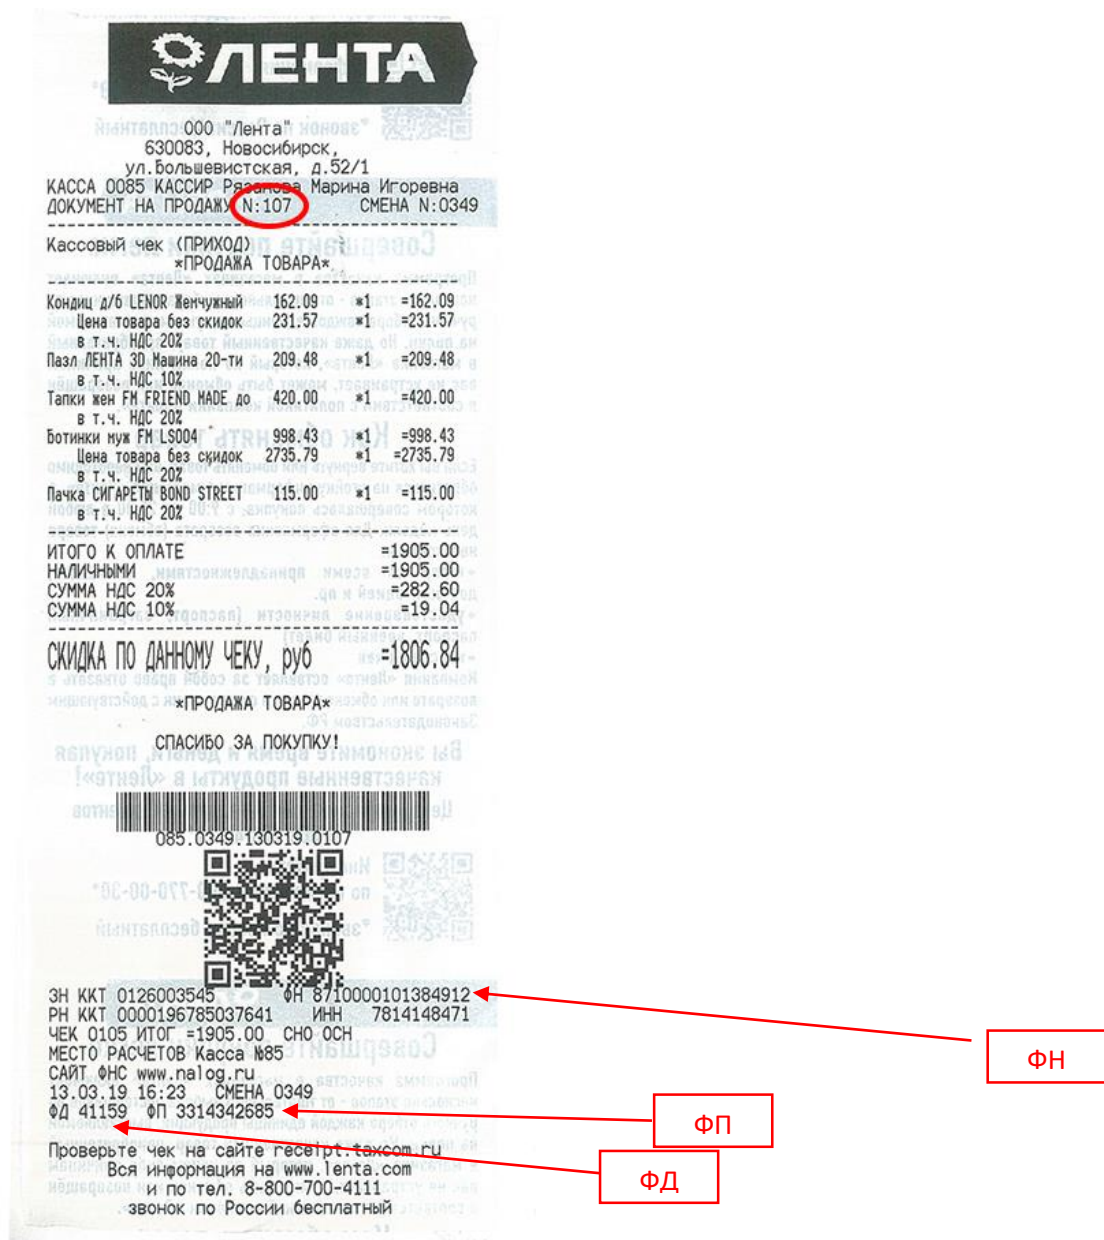 ЛЕНТА
ООО "Лента"
630083, Новосибирск,
ул.Большевистская, д.52/1
КАССА 0085 КАССИР Рязанова Марина Игоревна
ДОКУМЕНТ НА ПРОДАЖУ N:107 СМЕНА N:0349
Кассовый чек (ПРИХОД)
*ПРОДАЖА ТОВАРА*
Кондиц д/б LENOR Жемчужный 162.09 *1 =162.09
Цена товара без скидок 231.57 *1 =231.57
в т.ч. НДС 20%
Пазл ЛЕНТА 3D Машина 20-ти 209.48 *1 =209.48
в т.ч. НДС 10%
Тапки жен FM FRIEND MADE до 420.00 *1 =420.00
в т.ч. НДС 20%
Ботинки муж FM LS004 998.43 *1 =998.43
Цена товара без скидок 2735.79 *1 =2735.79
в т.ч. НДС 20%
Пачка СИГАРЕТЫ BOND STREET 115.00 *1 =115.00
в т.ч. НДС 20%
ИТОГО К ОПЛАТЕ =1905.00
НАЛИЧНЫМИ =1905.00
СУММА НДС 20% =282.60
СУММА НДС 10% =19.04
СКИДКА ПО ДАННОМУ ЧЕКУ, руб =1806.84
*ПРОДАЖА ТОВАРА*
СПАСИБО ЗА ПОКУПКУ!
085.0349.130319.0107
ЗН ККТ 0126003545 ФН 8710000101384912
РН ККТ 0000196785037641 ИНН 7814148471
ЧЕК 0105 ИТОГ =1905.00 СНО ОСН
МЕСТО РАСЧЕТОВ Касса №85
САЙТ ФНС www.nalog.ru
13.03.19 16:23 СМЕНА 0349
ФД 41159 ФП 3314342685
Проверьте чек на сайте receipt.taxcom.ru
Вся информация на www.lenta.com
и по тел. 8-800-700-4111
звонок по России бесплатный
ФН
ФП
ФД